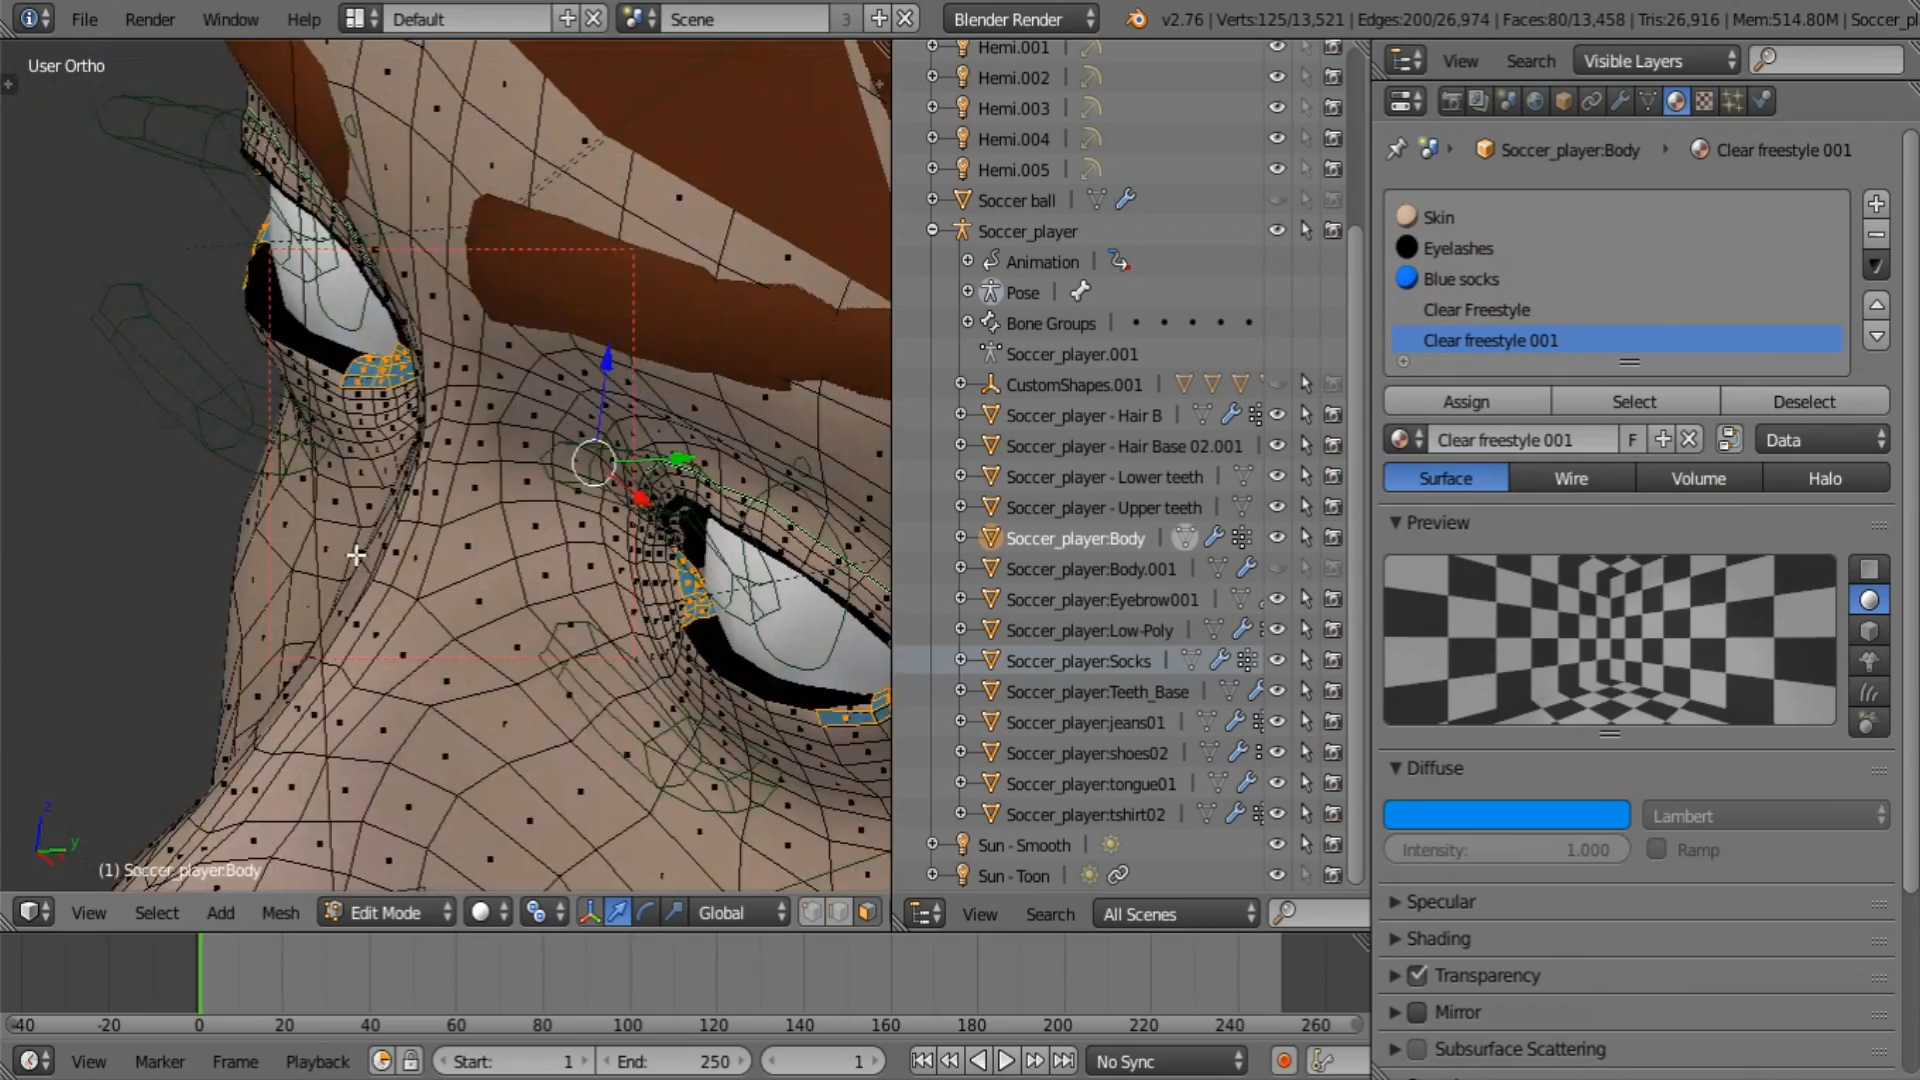 File Render Window Help Default Scene 3 Blender Render v2.76 | Verts:125/13,521 | Edges:200/26,974 | Faces:80/13,458 | Tris:26,916 | Mem:514.80M | Soccer_pl
User Ortho
(1) Soccer_player:Body
View Select Add Mesh Edit Mode Global
Hemi.001
Hemi.002
Hemi.003
Hemi.004
Hemi.005
Soccer ball
Soccer_player
Animation
Pose
Bone Groups
Soccer_player.001
CustomShapes.001
Soccer_player - Hair B
Soccer_player - Hair Base 02.001
Soccer_player - Lower teeth
Soccer_player - Upper teeth
Soccer_player:Body
Soccer_player:Body.001
Soccer_player:Eyebrow001
Soccer_player:Low-Poly
Soccer_player:Socks
Soccer_player:Teeth_Base
Soccer_player:jeans01
Soccer_player:shoes02
Soccer_player:tongue01
Soccer_player:tshirt02
Sun - Smooth
Sun - Toon
View Search All Scenes
View Search Visible Layers
Soccer_player:Body Clear freestyle 001
Skin
Eyelashes
Blue socks
Clear Freestyle
Clear freestyle 001
Assign Select Deselect
Clear freestyle 001 F Data
Surface Wire Volume Halo
Preview
Diffuse
Lambert
Intensity: 1.000 Ramp
Specular
Shading
Transparency
Mirror
Subsurface Scattering
-40 -20 0 20 40 60 80 100 120 140 160 180 200 220 240 260
View Marker Frame Playback Start: 1 End: 250 1 No Sync